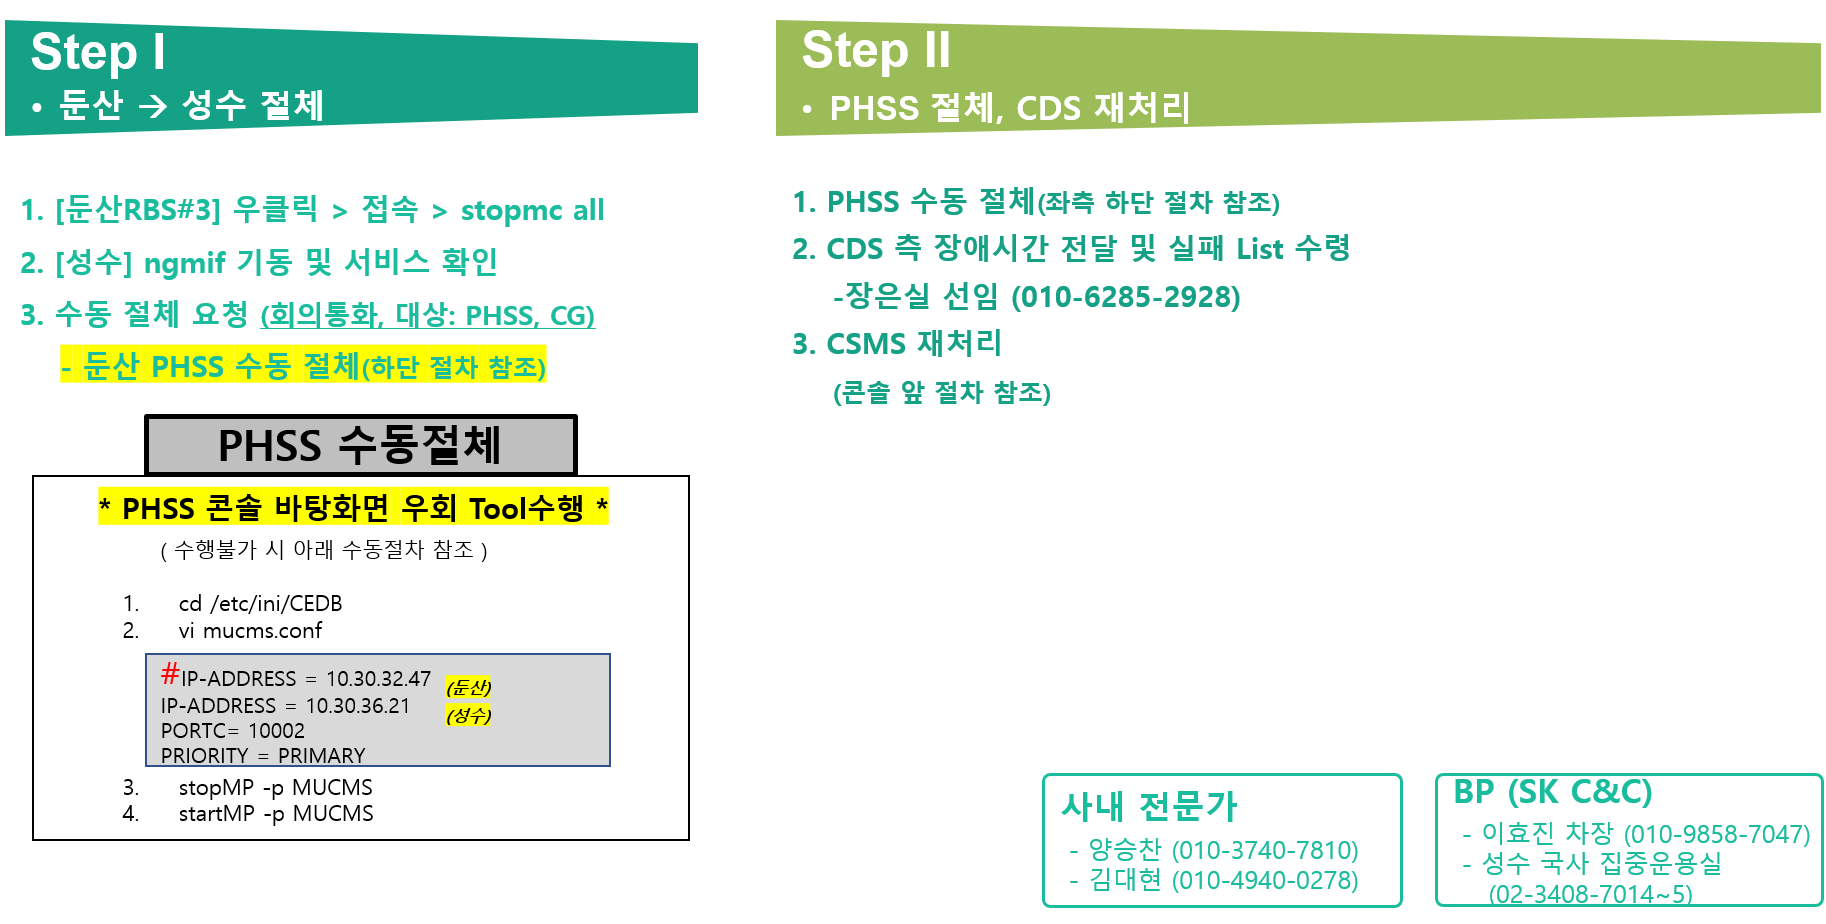 Step I
• 둔산 → 성수 절체
1. [둔산RBS#3] 우클릭 > 접속 > stopmc all
2. [성수] ngmif 기동 및 서비스 확인
3. 수동 절체 요청 (회의통화, 대상: PHSS, CG)
- 둔산 PHSS 수동 절체(하단 절차 참조)
PHSS 수동절체
* PHSS 콘솔 바탕화면 우회 Tool수행 *
( 수행불가 시 아래 수동절차 참조 )
1. cd /etc/ini/CEDB
2. vi mucms.conf
#IP-ADDRESS = 10.30.32.47 (둔산)
IP-ADDRESS = 10.30.36.21 (성수)
PORTC= 10002
PRIORITY = PRIMARY
3. stopMP -p MUCMS
4. startMP -p MUCMS
Step II
• PHSS 절체, CDS 재처리
1. PHSS 수동 절체(좌측 하단 절차 참조)
2. CDS 측 장애시간 전달 및 실패 List 수령
-장은실 선임 (010-6285-2928)
3. CSMS 재처리
(콘솔 앞 절차 참조)
사내 전문가
- 양승찬 (010-3740-7810)
- 김대현 (010-4940-0278)
BP (SK C&C)
- 이효진 차장 (010-9858-7047)
- 성수 국사 집중운용실
(02-3408-7014~5)